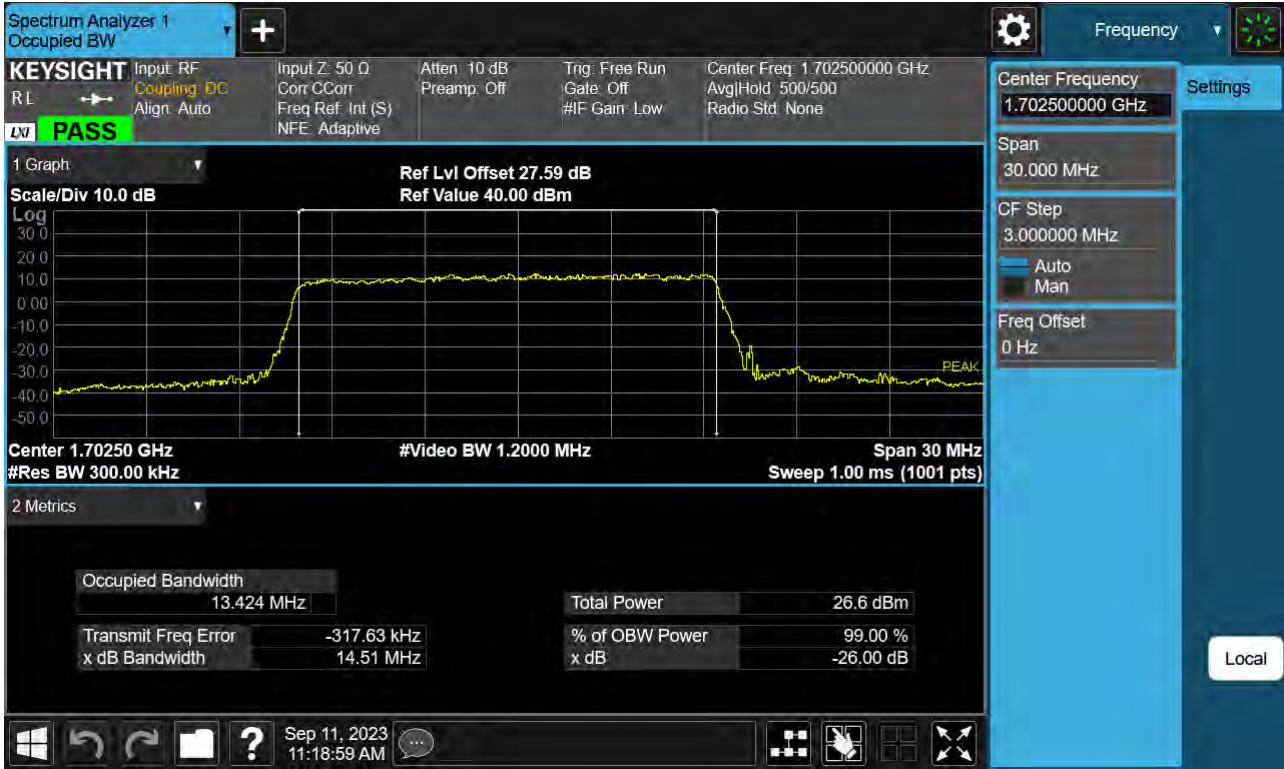 Spectrum Analyzer 1
Occupied BW
+
Frequency
KEYSIGHT
R L
LXI
PASS
Input: RF
Coupling: DC
Align: Auto
Input Z: 50 Ω
Corr CCorr
Freq Ref: Int (S)
NFE: Adaptive
Atten: 10 dB
Preamp: Off
Trig: Free Run
Gate: Off
#IF Gain: Low
Center Freq: 1.702500000 GHz
Avg|Hold: 500/500
Radio Std: None
Center Frequency
1.702500000 GHz
Settings
Span
30.000 MHz
CF Step
3.000000 MHz
Auto
Man
Freq Offset
0 Hz
Local
1 Graph
Scale/Div 10.0 dB
Ref Lvl Offset 27.59 dB
Ref Value 40.00 dBm
Log
30.0
20.0
10.0
0.00
-10.0
-20.0
-30.0
-40.0
-50.0
PEAK
Center 1.70250 GHz
#Video BW 1.2000 MHz
Span 30 MHz
#Res BW 300.00 kHz
Sweep 1.00 ms (1001 pts)
2 Metrics
Occupied Bandwidth
13.424 MHz
Total Power 26.6 dBm
Transmit Freq Error -317.63 kHz
% of OBW Power 99.00 %
x dB Bandwidth 14.51 MHz
x dB -26.00 dB
?
Sep 11, 2023
11:18:59 AM